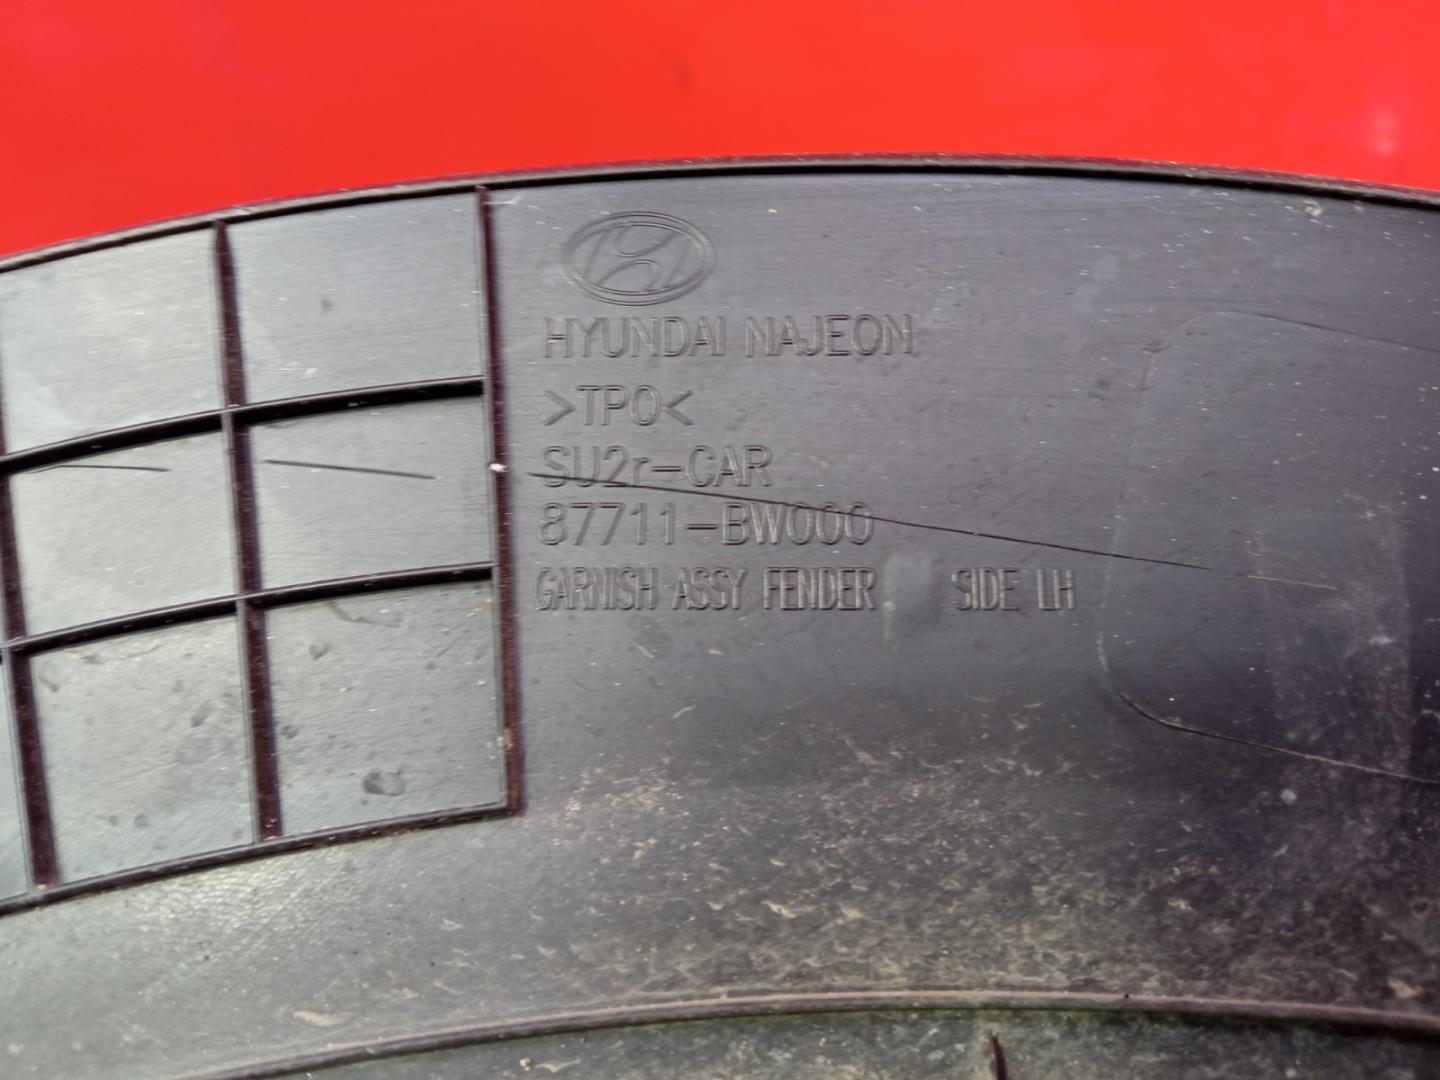 HYUNDAI NAJEON
>TPO<
SU2r-CAR
87711-BW000
GARNISH ASSY FENDER SIDE LH